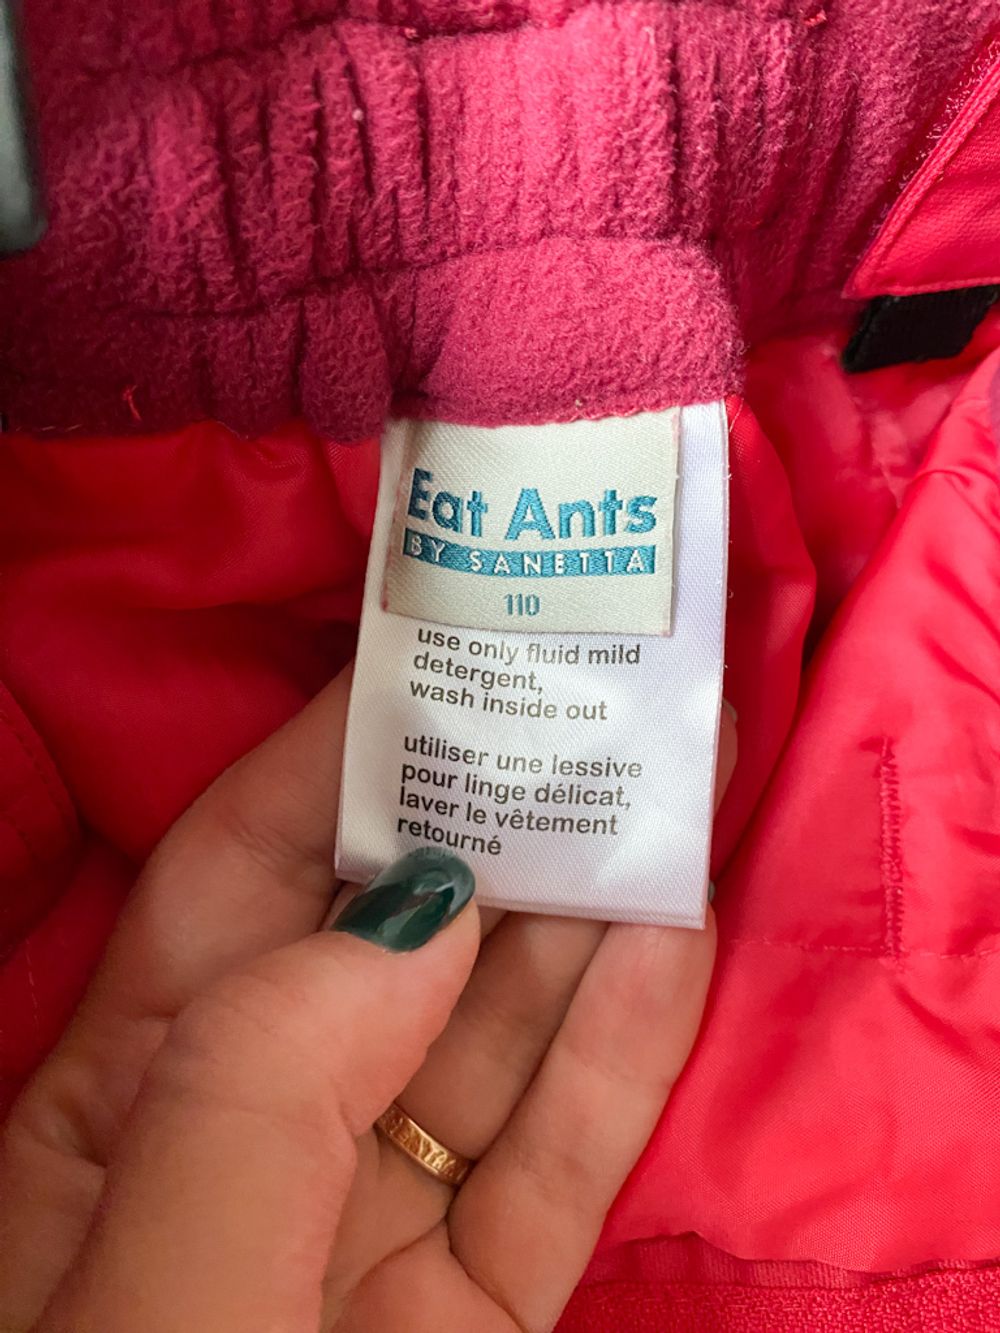 Eat Ants
BY SANETTA
110
use only fluid mild
detergent,
wash inside out
utiliser une lessive
pour linge délicat,
laver le vêtement
retourné